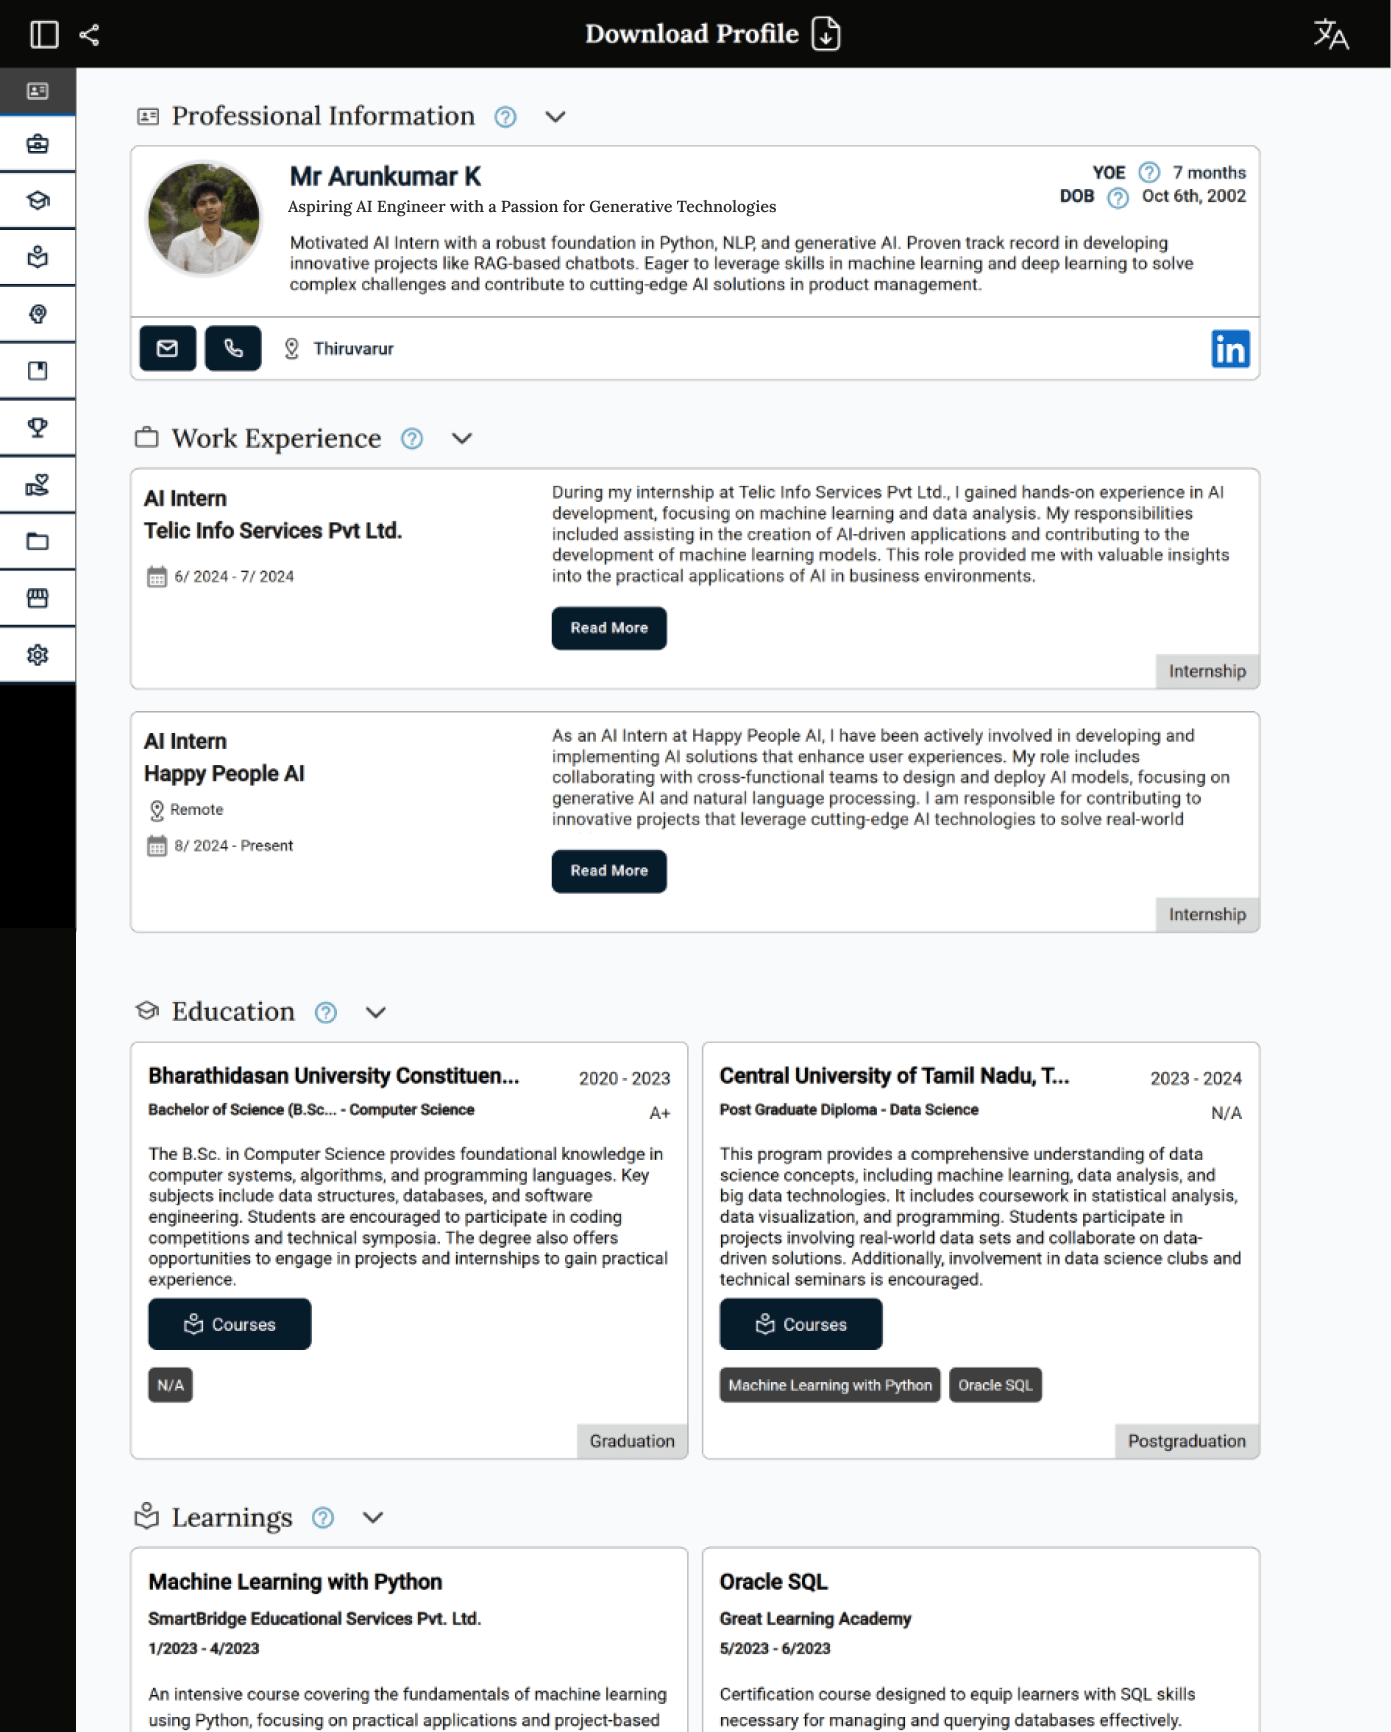 Download Profile
Professional Information
Mr Arunkumar K
YOE 7 months
Aspiring AI Engineer with a Passion for Generative Technologies
DOB Oct 6th, 2002
Motivated AI Intern with a robust foundation in Python, NLP, and generative AI. Proven track record in developing
innovative projects like RAG-based chatbots. Eager to leverage skills in machine learning and deep learning to solve
complex challenges and contribute to cutting-edge AI solutions in product management.
Thiruvarur
in
Work Experience
AI Intern
Telic Info Services Pvt Ltd.
6/ 2024 - 7/ 2024
During my internship at Telic Info Services Pvt Ltd., I gained hands-on experience in AI
development, focusing on machine learning and data analysis. My responsibilities
included assisting in the creation of AI-driven applications and contributing to the
development of machine learning models. This role provided me with valuable insights
into the practical applications of AI in business environments.
Read More
Internship
AI Intern
Happy People AI
Remote
8/ 2024 - Present
As an AI Intern at Happy People AI, I have been actively involved in developing and
implementing AI solutions that enhance user experiences. My role includes
collaborating with cross-functional teams to design and deploy AI models, focusing on
generative AI and natural language processing. I am responsible for contributing to
innovative projects that leverage cutting-edge AI technologies to solve real-world
Read More
Internship
Education
Bharathidasan University Constituen...
2020 - 2023
Bachelor of Science (B.Sc... - Computer Science
A+
The B.Sc. in Computer Science provides foundational knowledge in
computer systems, algorithms, and programming languages. Key
subjects include data structures, databases, and software
engineering. Students are encouraged to participate in coding
competitions and technical symposia. The degree also offers
opportunities to engage in projects and internships to gain practical
experience.
Courses
N/A
Graduation
Central University of Tamil Nadu, T...
2023 - 2024
Post Graduate Diploma - Data Science
N/A
This program provides a comprehensive understanding of data
science concepts, including machine learning, data analysis, and
big data technologies. It includes coursework in statistical analysis,
data visualization, and programming. Students participate in
projects involving real-world data sets and collaborate on data-
driven solutions. Additionally, involvement in data science clubs and
technical seminars is encouraged.
Courses
Machine Learning with Python Oracle SQL
Postgraduation
Learnings
Machine Learning with Python
SmartBridge Educational Services Pvt. Ltd.
1/2023 - 4/2023
An intensive course covering the fundamentals of machine learning
using Python, focusing on practical applications and project-based
Oracle SQL
Great Learning Academy
5/2023 - 6/2023
Certification course designed to equip learners with SQL skills
necessary for managing and querying databases effectively.